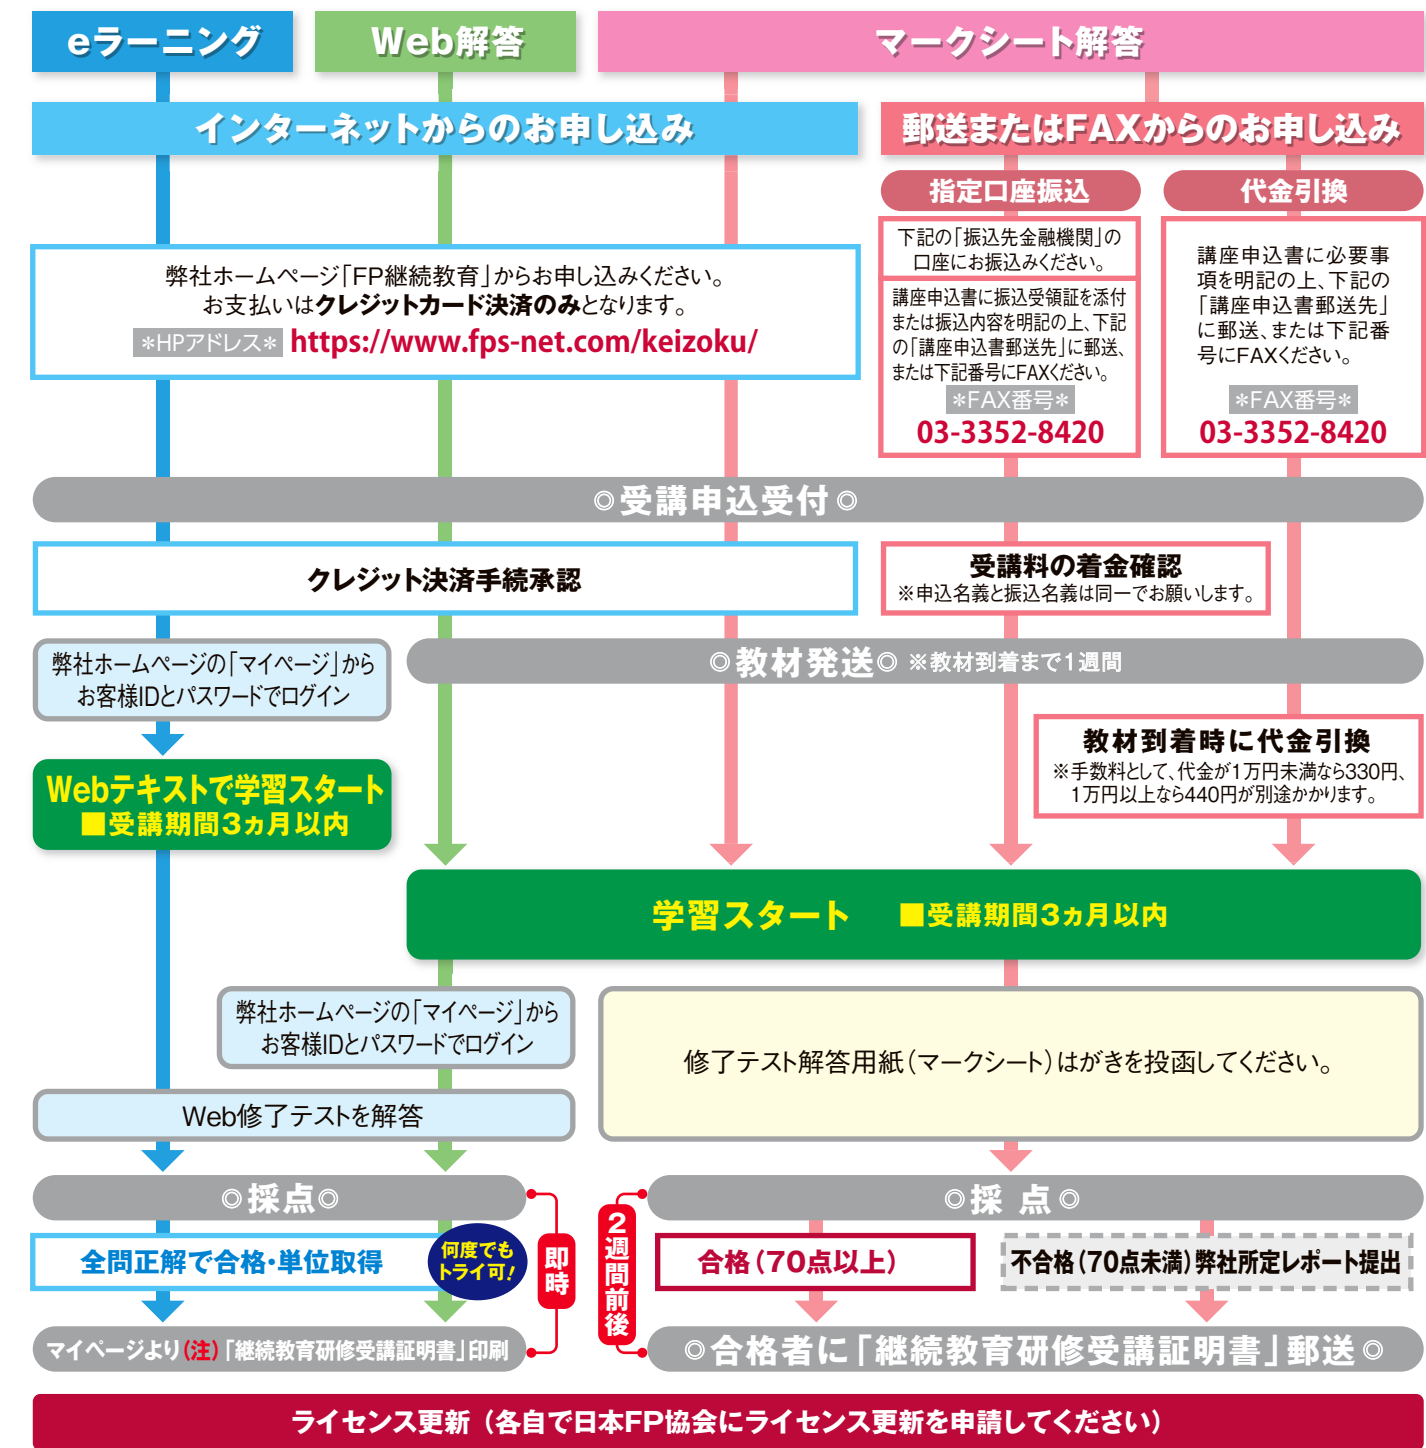 eラーニング
Web解答
マークシート解答
インターネットからのお申し込み
郵送またはFAXからのお申し込み
指定口座振込
代金引換
弊社ホームページ「FP継続教育」からお申し込みください。
お支払いはクレジットカード決済のみとなります。
*HPアドレス* https://www.fps-net.com/keizoku/
下記の「振込先金融機関」の
口座にお振込みください。
講座申込書に振込受領証を添付
または振込内容を明記の上、下記
の「講座申込書郵送先」に郵送、
または下記番号にFAXください。
*FAX番号*
03-3352-8420
講座申込書に必要事
項を明記の上、下記の
「講座申込書郵送先」
に郵送、または下記番
号にFAXください。
*FAX番号*
03-3352-8420
◎受講申込受付◎
クレジット決済手続承認
受講料の着金確認
※申込名義と振込名義は同一でお願いします。
弊社ホームページの「マイページ」から
お客様IDとパスワードでログイン
◎教材発送◎ ※教材到着まで1週間
教材到着時に代金引換
※手数料として、代金が1万円未満なら330円、
1万円以上なら440円が別途かかります。
Webテキストで学習スタート
■受講期間3ヵ月以内
学習スタート ■受講期間3ヵ月以内
弊社ホームページの「マイページ」から
お客様IDとパスワードでログイン
修了テスト解答用紙(マークシート)はがきを投函してください。
Web修了テストを解答
◎採点◎
◎採 点◎
全問正解で合格・単位取得
何度でも
トライ可!
即時
2週間前後
合格(70点以上)
不合格(70点未満)弊社所定レポート提出
マイページより(注)「継続教育研修受講証明書」印刷
◎合格者に「継続教育研修受講証明書」郵送◎
ライセンス更新(各自で日本FP協会にライセンス更新を申請してください)